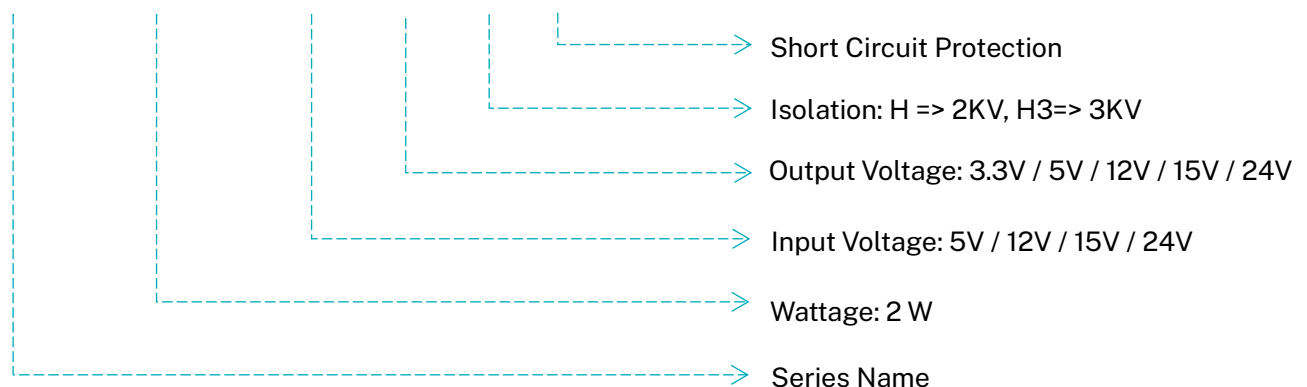 Short Circuit Protection
Isolation: H => 2KV, H3=> 3KV
Output Voltage: 3.3V / 5V / 12V / 15V / 24V
Input Voltage: 5V / 12V / 15V / 24V
Wattage: 2 W
Series Name